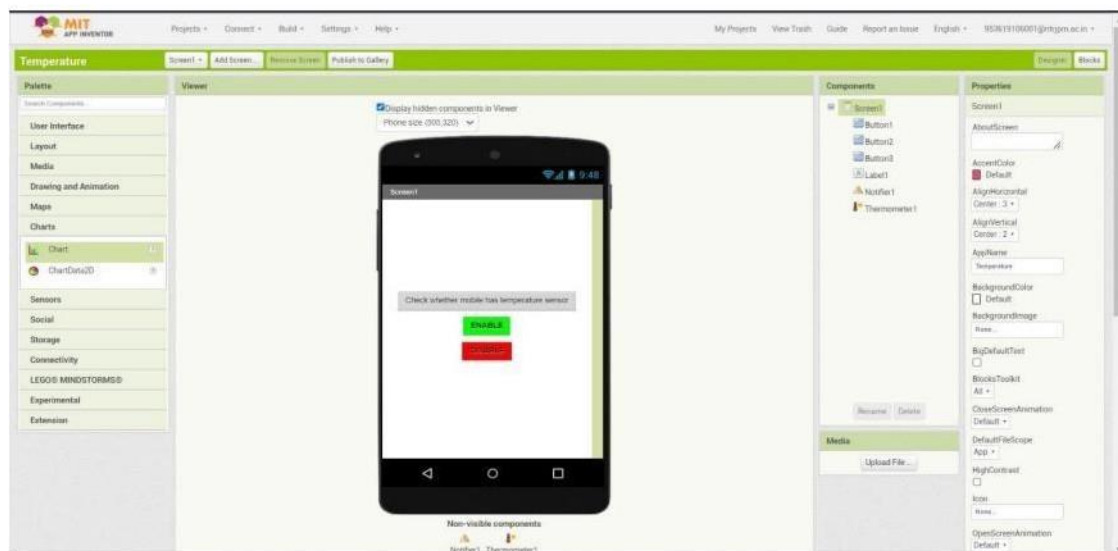 MIT
APP INVENTOR
Projects
Connect
Build
Settings
Help
My Projects
View Trash
Guide
Report an Issue
English
Temperature
Screen1
Add Screen...
Remove Screen
Publish to Gallery
Designer
Blocks
Palette
Search Components...
User Interface
Layout
Media
Drawing and Animation
Maps
Charts
Chart
ChartData2D
Sensors
Social
Storage
Connectivity
LEGO® MINDSTORMS®
Experimental
Extension
Viewer
Display hidden components in Viewer
Phone size (505,320)
9:48
Screen1
Check whether mobile has temperature sensor
ENABLE
Non-visible components
Notifier1 Thermometer1
Components
Screen1
Button1
Button2
Button3
Label1
Notifier1
Thermometer1
Rename Delete
Media
Upload File ...
Properties
Screen1
AboutScreen
AccentColor
Default
AlignHorizontal
Center : 3
AlignVertical
Center : 2
AppName
Temperature
BackgroundColor
Default
BackgroundImage
None...
BigDefaultText
BlocksToolkit
All
CloseScreenAnimation
Default
DefaultFileScope
App
HighContrast
Icon
None...
OpenScreenAnimation
Default